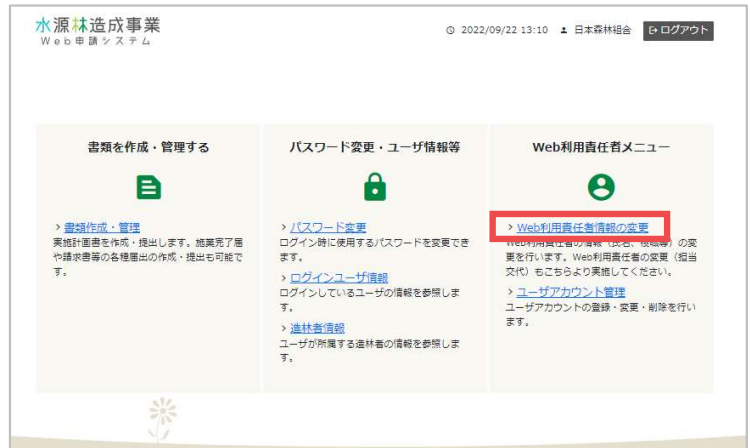 水源林造成事業
Web申請システム
2022/09/22 13:10 日本森林組合 ログアウト
書類を作成・管理する
> 書類作成・管理
実施計画書を作成・提出します。施業完了届
や請求書等の各種届出の作成・提出も可能で
す。
パスワード変更・ユーザ情報等
> パスワード変更
ログイン時に使用するパスワードを変更でき
ます。
> ログインユーザ情報
ログインしているユーザの情報を参照しま
す。
> 造林者情報
ユーザが所属する造林者の情報を参照しま
す。
Web利用責任者メニュー
> Web利用責任者情報の変更
Web利用責任者の情報（氏名、役職等）の変
更を行います。Web利用責任者の変更（担当
交代）もこちらより実施してください。
> ユーザアカウント管理
ユーザアカウントの登録・変更・削除を行い
ます。